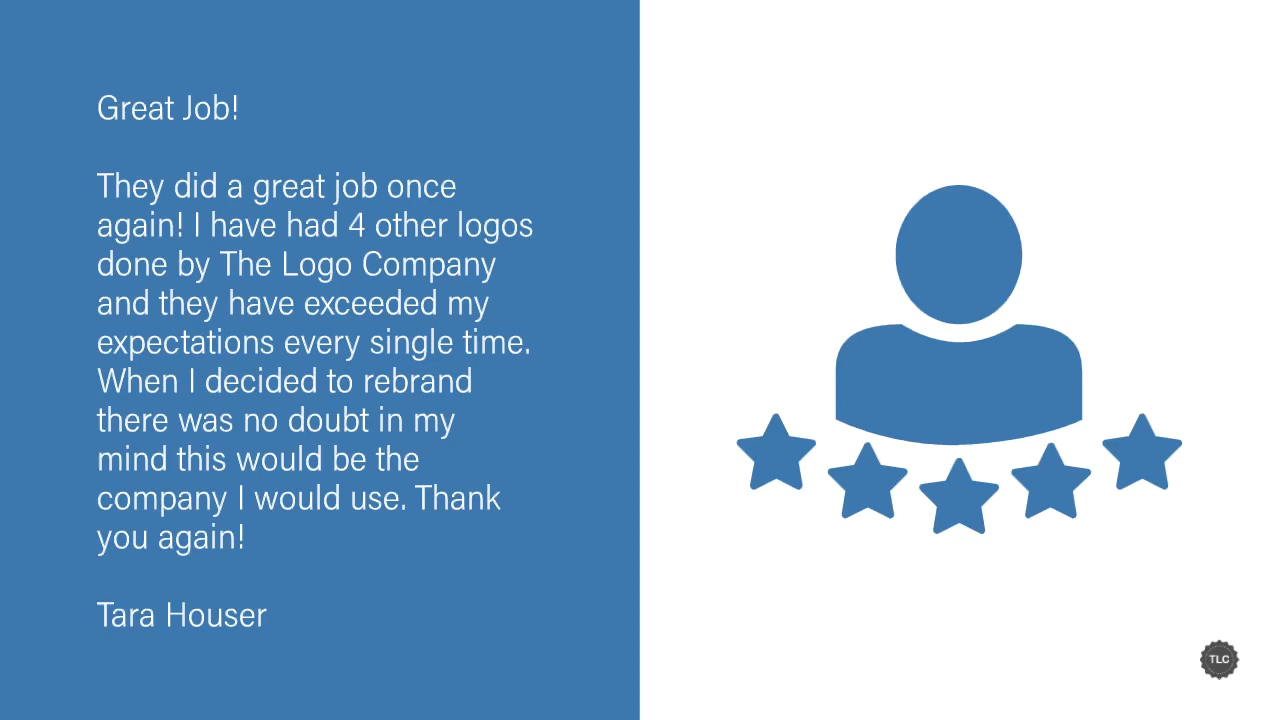 Great Job!
They did a great job once
again! I have had 4 other logos
done by The Logo Company
and they have exceeded my
expectations every single time.
When I decided to rebrand
there was no doubt in my
mind this would be the
company I would use. Thank
you again!
Tara Houser
TLC